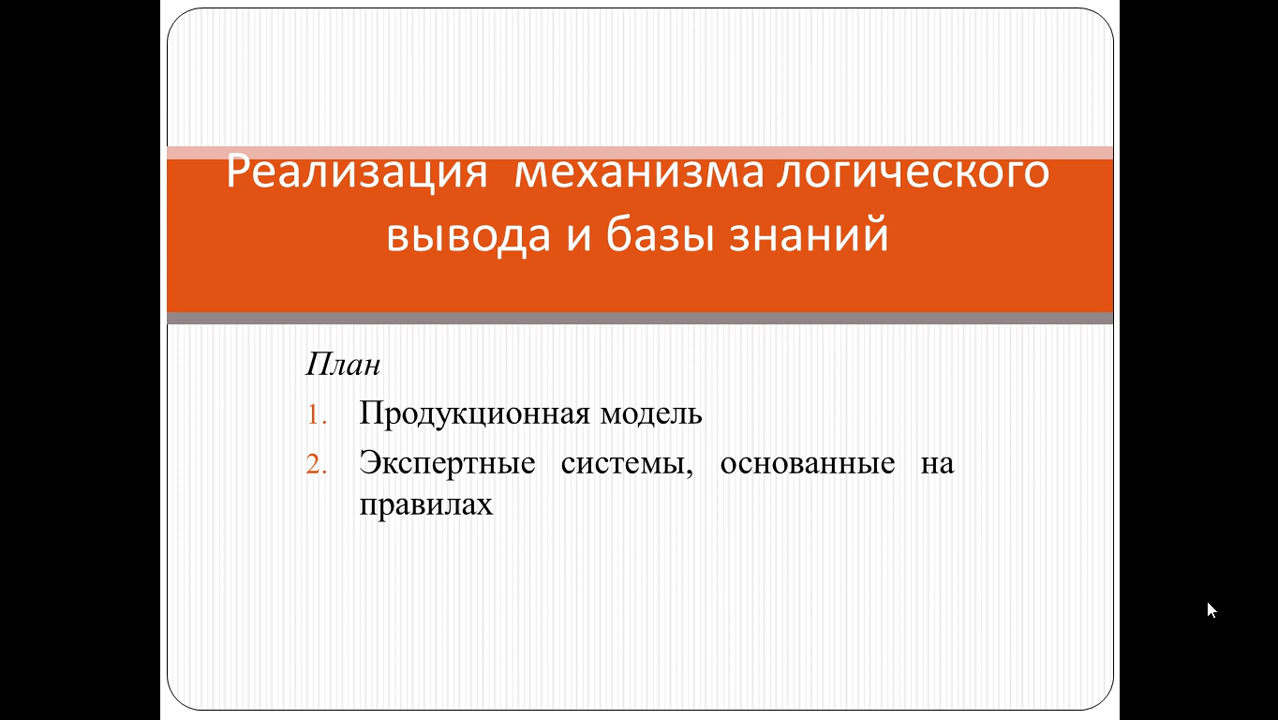 Реализация механизма логического
вывода и базы знаний
План
1. Продукционная модель
2. Экспертные системы, основанные на
правилах